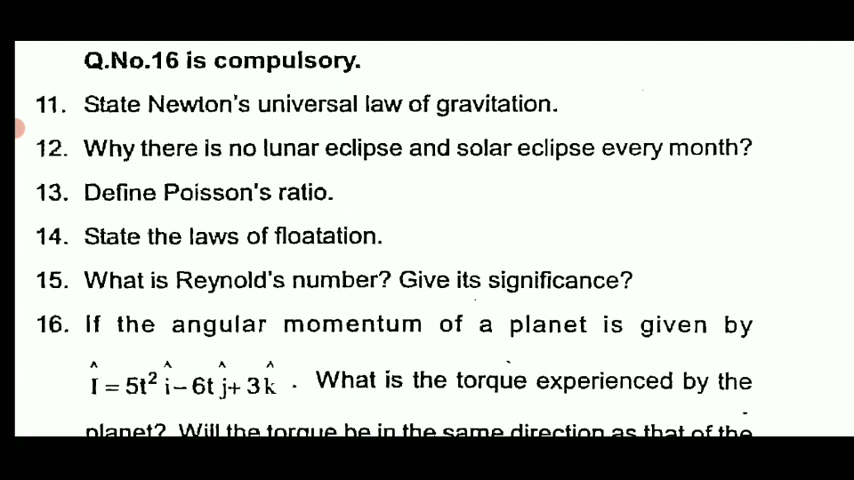 Q.No.16 is compulsory.
11. State Newton's universal law of gravitation.
12. Why there is no lunar eclipse and solar eclipse every month?
13. Define Poisson's ratio.
14. State the laws of floatation.
15. What is Reynold's number? Give its significance?
16. If the angular momentum of a planet is given by
Î = 5t² î − 6t ĵ + 3k̂ . What is the torque experienced by the
planet? Will the torque be in the same direction as that of the